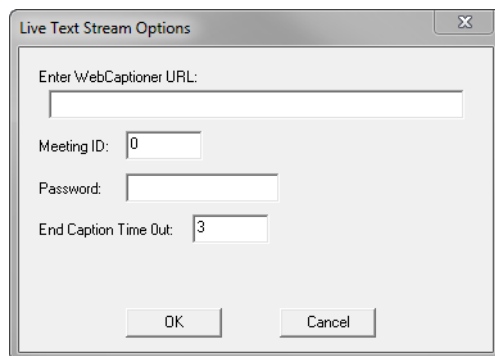 Live Text Stream Options
Enter WebCaptioner URL:
Meeting ID: 0
Password:
End Caption Time Out: 3
OK Cancel